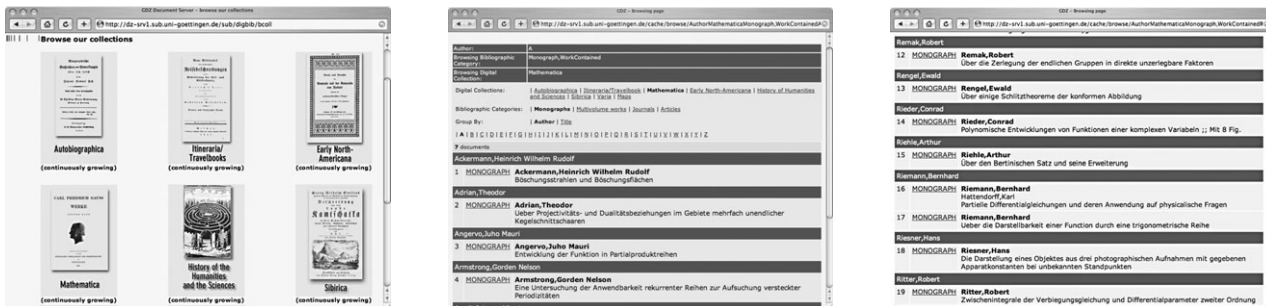 GDZ Document Server - browse our collections
http://dz-srv1.sub.uni-goettingen.de/sub/digbib/bcoll
Browse our collections
Autobiographica
(continuously growing)
Itineraria/
Travelbooks
(continuously growing)
Early North-
Americana
(continuously growing)
CARL FRIEDRICH GAUSS
WERKE
Mathematica
(continuously growing)
History of the
Humanities
and the Sciences
(continuously growing)
Kamtschatka
Sibirica
(continuously growing)
GDZ - Browsing page
http://dz-srv1.sub.uni-goettingen.de/cache/browse/AuthorMathematicaMonograph,WorkContainedA
Author: A
Browsing Bibliographic Category: Monograph,WorkContained
Browsing Digital Collection: Mathematica
Digital Collections: | Autobiographica | Itineraria/Travelbook | Mathematica | Early North-Americana | History of Humanities
and Sciences | Sibirica | Varia | Maps
Bibliographic Categories: | Monographs | Multivolume works | Journals | Articles
Group By: | Author | Title
| A | B | C | D | E | F | G | H | I | J | K | L | M | N | O | P | Q | R | S | T | U | V | W | X | Y | Z
7 documents
Ackermann,Heinrich Wilhelm Rudolf
1 MONOGRAPH Ackermann,Heinrich Wilhelm Rudolf
Böschungsstrahlen und Böschungsflächen
Adrian,Theodor
2 MONOGRAPH Adrian,Theodor
Ueber Projectivitäts- und Dualitätsbeziehungen im Gebiete mehrfach unendlicher
Kegelschnittschaaren
Angervo,Juho Mauri
3 MONOGRAPH Angervo,Juho Mauri
Entwicklung der Function in Partialproduktreihen
Armstrong,Gorden Nelson
4 MONOGRAPH Armstrong,Gorden Nelson
Eine Untersuchung der Anwendbarkeit rekurrenter Reihen zur Aufsuchung versteckter
Periodizitäten
GDZ - Browsing page
http://dz-srv1.sub.uni-goettingen.de/cache/browse/AuthorMathematicaMonograph,WorkContainedR
Remak,Robert
12 MONOGRAPH Remak,Robert
Über die Zerlegung der endlichen Gruppen in direkte unzerlegbare Faktoren
Rengel,Ewald
13 MONOGRAPH Rengel,Ewald
Über einige Schlitztheoreme der konformen Abbildung
Rieder,Conrad
14 MONOGRAPH Rieder,Conrad
Polynomische Entwicklungen von Funktionen einer komplexen Variabeln ;; Mit 8 Fig.
Riehle,Arthur
15 MONOGRAPH Riehle,Arthur
Über den Bertinischen Satz und seine Erweiterung
Riemann,Bernhard
16 MONOGRAPH Riemann,Bernhard
Hattendorff,Karl
Partielle Differentialgleichungen und deren Anwendung auf physicalische Fragen
17 MONOGRAPH Riemann,Bernhard
Ueber die Darstellbarkeit einer Function durch eine trigonometrische Reihe
Riesner,Hans
18 MONOGRAPH Riesner,Hans
Die Darstellung eines Objektes aus drei photographischen Aufnahmen mit gegebenen
Apparatkonstanten bei unbekannten Standpunkten
Ritter,Robert
19 MONOGRAPH Ritter,Robert
Zwischenintegrale der Verbiegungsgleichung und Differentialparameter zweiter Ordnung